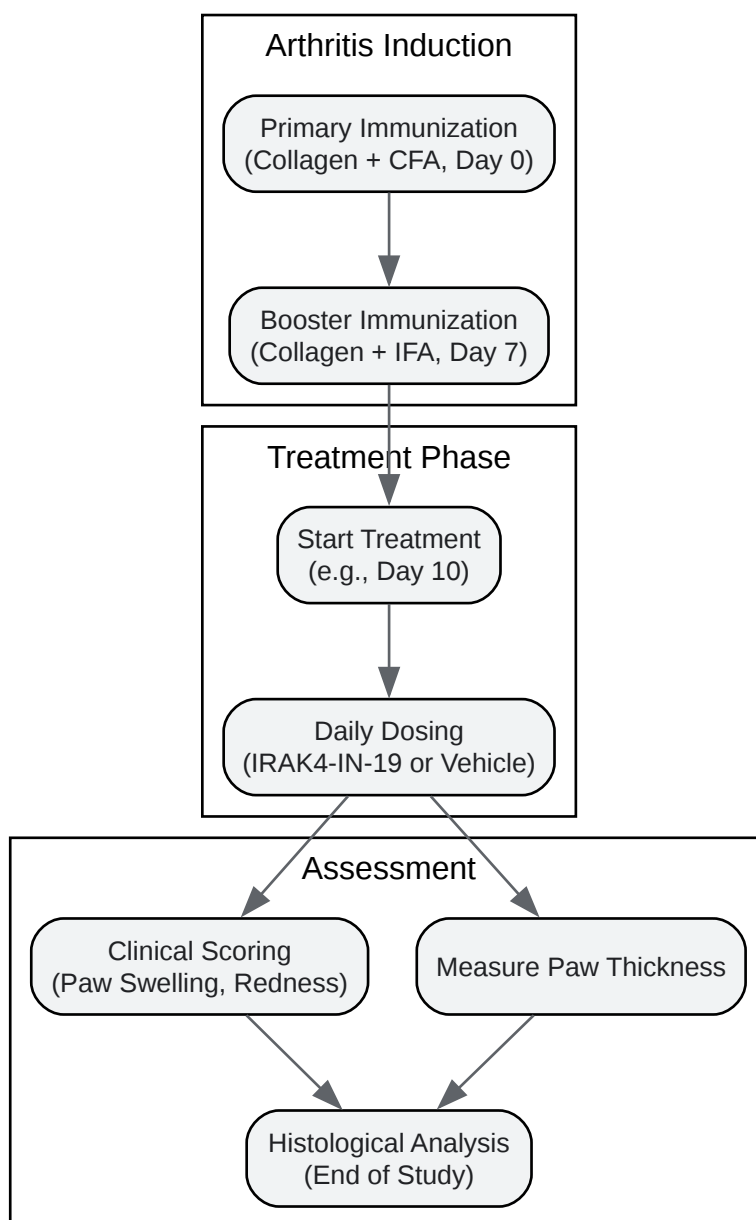 Arthritis Induction
Primary Immunization
(Collagen + CFA, Day 0)
Booster Immunization
(Collagen + IFA, Day 7)
Treatment Phase
Start Treatment
(e.g., Day 10)
Daily Dosing
(IRAK4-IN-19 or Vehicle)
Assessment
Clinical Scoring
(Paw Swelling, Redness)
Measure Paw Thickness
Histological Analysis
(End of Study)